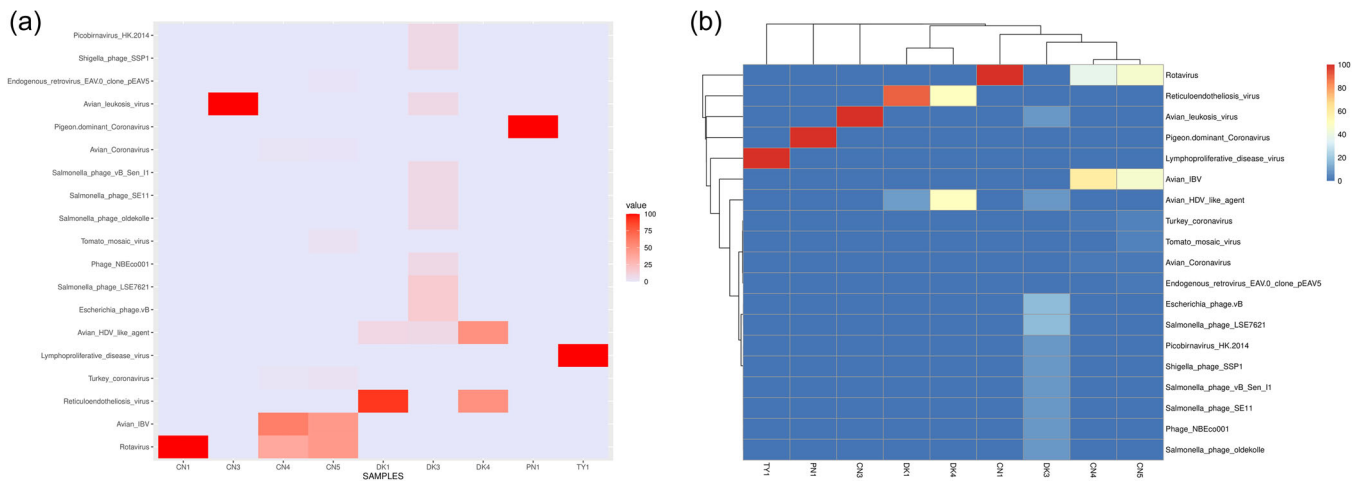 (a)
Picobirnavirus_HK.2014
Shigella_phage_SSP1
Endogenous_retrovirus_EAV.0_clone_pEAV5
Avian_leukosis_virus
Pigeon.dominant_Coronavirus
Avian_Coronavirus
Salmonella_phage_vB_Sen_I1
Salmonella_phage_SE11
Salmonella_phage_oldekolle
Tomato_mosaic_virus
Phage_NBEco001
Salmonella_phage_LSE7621
Escherichia_phage.vB
Avian_HDV_like_agent
Lymphoproliferative_disease_virus
Turkey_coronavirus
Reticuloendotheliosis_virus
Avian_IBV
Rotavirus
CN1 CN3 CN4 CN5 DK1 DK3 DK4 PN1 TY1
SAMPLES
value
100
75
50
25
0
(b)
Rotavirus
Reticuloendotheliosis_virus
Avian_leukosis_virus
Pigeon.dominant_Coronavirus
Lymphoproliferative_disease_virus
Avian_IBV
Avian_HDV_like_agent
Turkey_coronavirus
Tomato_mosaic_virus
Avian_Coronavirus
Endogenous_retrovirus_EAV.0_clone_pEAV5
Escherichia_phage.vB
Salmonella_phage_LSE7621
Picobirnavirus_HK.2014
Shigella_phage_SSP1
Salmonella_phage_vB_Sen_I1
Salmonella_phage_SE11
Phage_NBEco001
Salmonella_phage_oldekolle
TY1 PN1 CN3 DK1 DK4 CN1 DK3 CN4 CN5
100
80
60
40
20
0